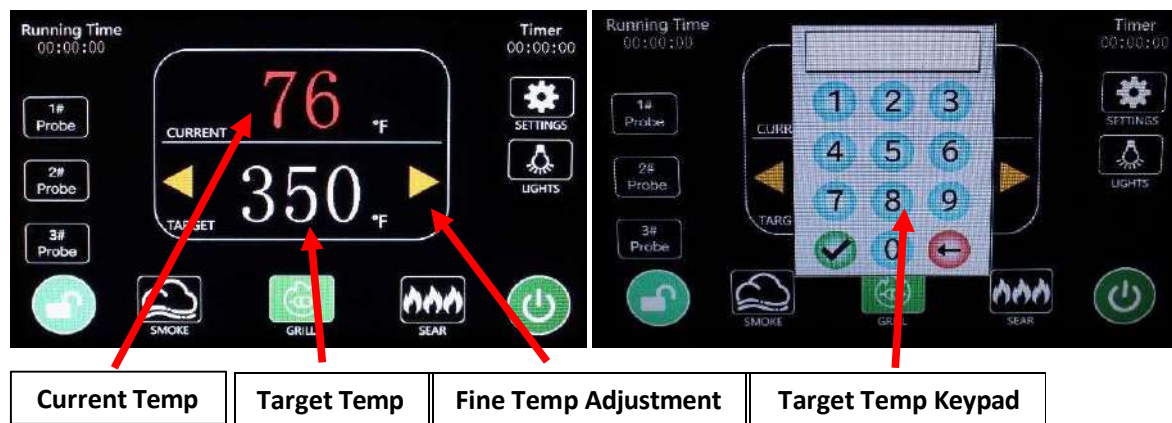 Running Time
00:00:00
Timer
00:00:00
1#
Probe
2#
Probe
3#
Probe
76 °F
CURRENT
350 °F
TARGET
SETTINGS
LIGHTS
SMOKE
GRILL
SEAR
Running Time
00:00:00
Timer
00:00:00
1#
Probe
2#
Probe
3#
Probe
CURR
TARG
1 2 3
4 5 6
7 8 9
0
SETTINGS
LIGHTS
SMOKE
GRILL
SEAR
Current Temp
Target Temp
Fine Temp Adjustment
Target Temp Keypad